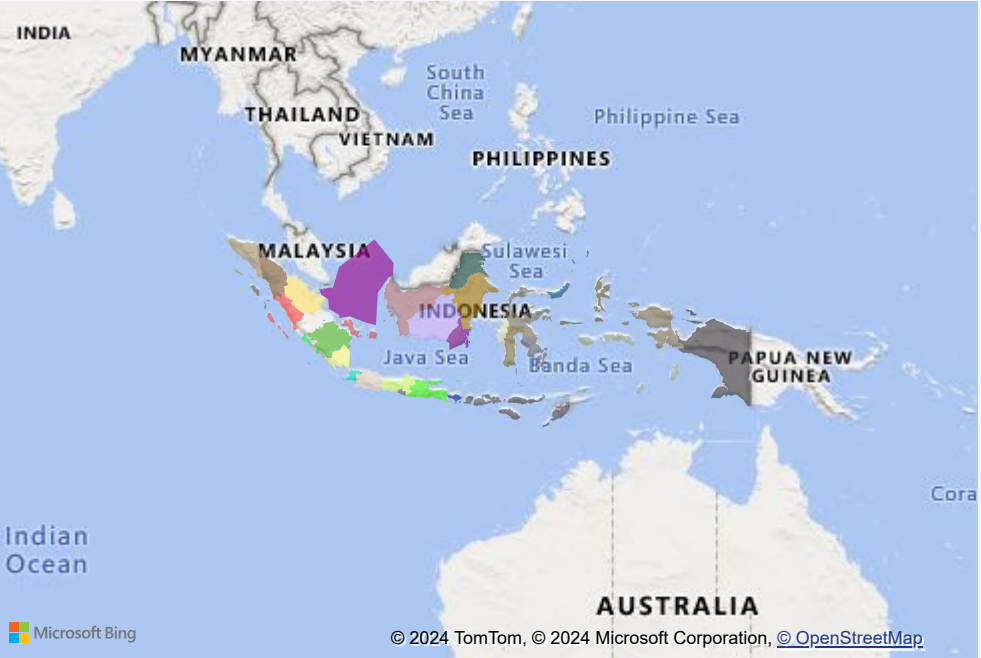 INDIA
MYANMAR
South
China
Sea
THAILAND
Philippine Sea
VIETNAM
PHILIPPINES
MALAYSIA
Sulawesi
Sea
INDONESIA
Java Sea
Banda Sea
PAPUA NEW
GUINEA
Cora
Indian
Ocean
AUSTRALIA
Microsoft Bing
© 2024 TomTom, © 2024 Microsoft Corporation, © OpenStreetMap